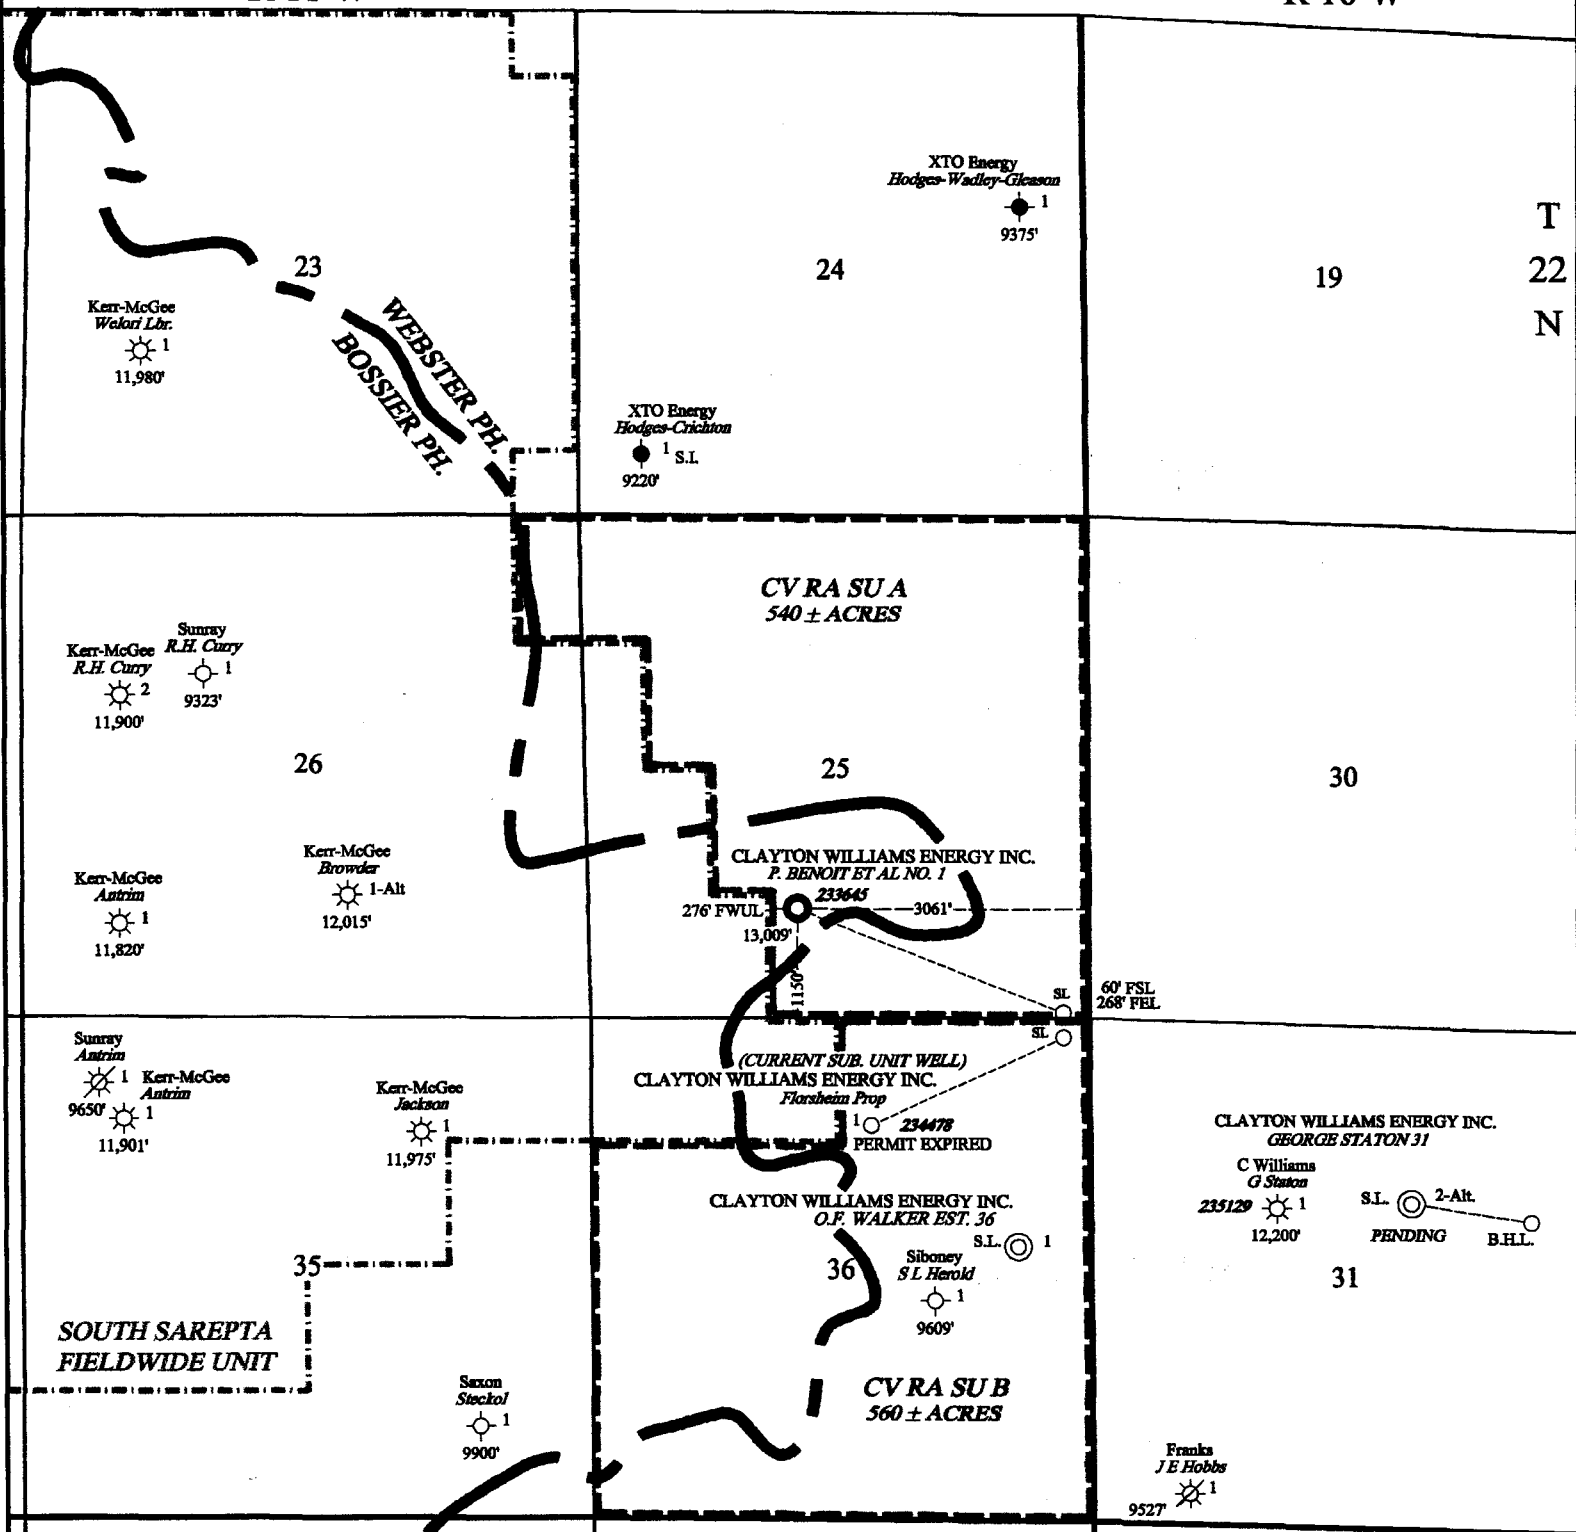 R 10 W
XTO Energy
Hodges-Wadley-Gleason
1
9375'
T
22
N
23
24
19
Kerr-McGee
Welori Lbr.
1
11,980'
WEBSTER PH.
BOSSIER PH.
XTO Energy
Hodges-Crichton
1 S.I.
9220'
CV RA SU A
540 ± ACRES
Sunray
R.H. Curry
1
9323'
Kerr-McGee
R.H. Curry
2
11,900'
26
25
30
Kerr-McGee
Browder
1-Alt
12,015'
Kerr-McGee
Antrim
1
11,820'
CLAYTON WILLIAMS ENERGY INC.
P. BENOIT ET AL NO. 1
233645
276' FWUL
3061'
13,009'
1150'
SL
60' FSL
268' FEL
SL
Sunray
Antrim
1
9650'
Kerr-McGee
Antrim
1
11,901'
Kerr-McGee
Jackson
1
11,975'
(CURRENT SUB. UNIT WELL)
CLAYTON WILLIAMS ENERGY INC.
Florsheim Prop
1
234478
PERMIT EXPIRED
CLAYTON WILLIAMS ENERGY INC.
GEORGE STATON 31
C Williams
G Staton
235129
1
12,200'
S.L.
2-Alt.
PENDING
B.H.L.
CLAYTON WILLIAMS ENERGY INC.
O.F. WALKER EST. 36
S.L.
1
35
36
31
Siboney
S L Herold
1
9609'
SOUTH SAREPTA
FIELDWIDE UNIT
Saxon
Steckol
1
9900'
CV RA SU B
560 ± ACRES
Franks
J E Hobbs
1
9527'